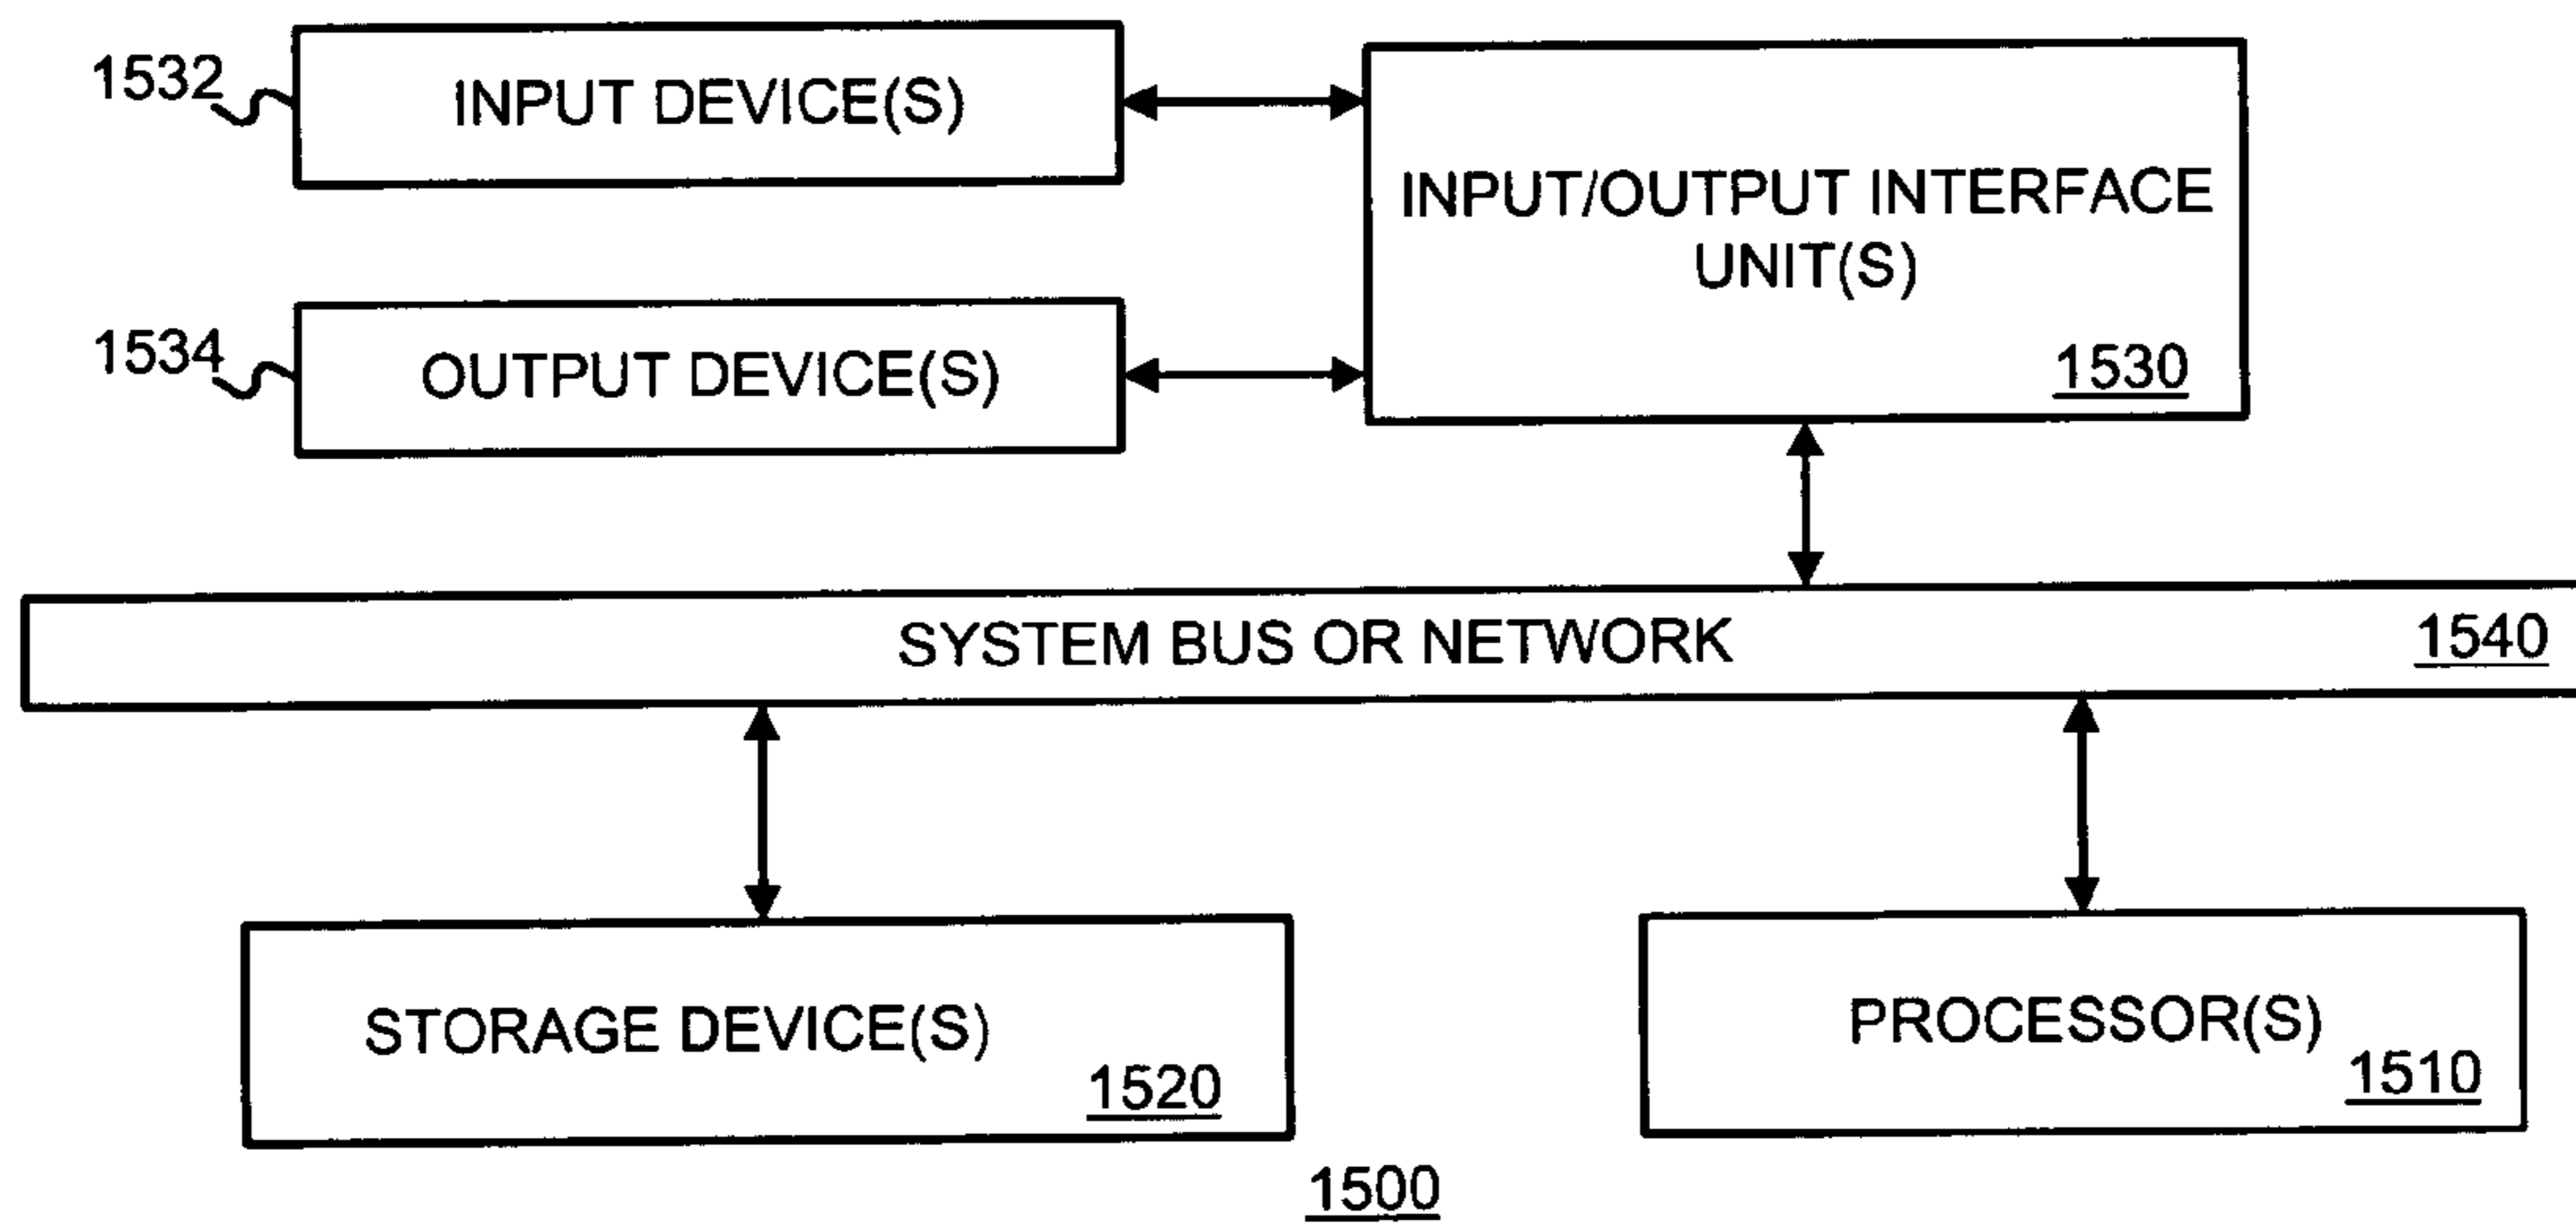 1532
INPUT DEVICE(S)
INPUT/OUTPUT INTERFACE
UNIT(S)
1530
1534
OUTPUT DEVICE(S)
SYSTEM BUS OR NETWORK
1540
STORAGE DEVICE(S)
1520
PROCESSOR(S)
1510
1500